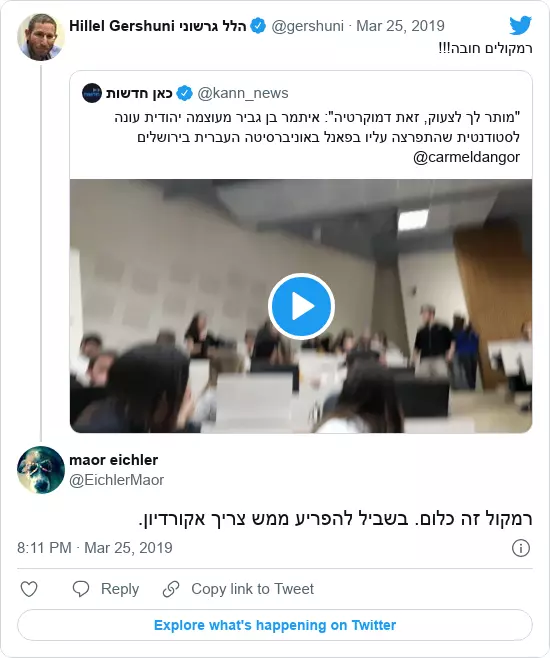 Hillel Gershuni הלל גרשוני @gershuni · Mar 25, 2019
רמקולים חובה!!!
כאן חדשות @kann_news
"מותר לך לצעוק, זאת דמוקרטיה": איתמר בן גביר מעוצמה יהודית עונה
לסטודנטית שהתפרצה עליו בפאנל באוניברסיטה העברית בירושלים
@carmeldangor
maor eichler
@EichlerMaor
רמקול זה כלום. בשביל להפריע ממש צריך אקורדיון.
8:11 PM · Mar 25, 2019
Reply
Copy link to Tweet
Explore what's happening on Twitter